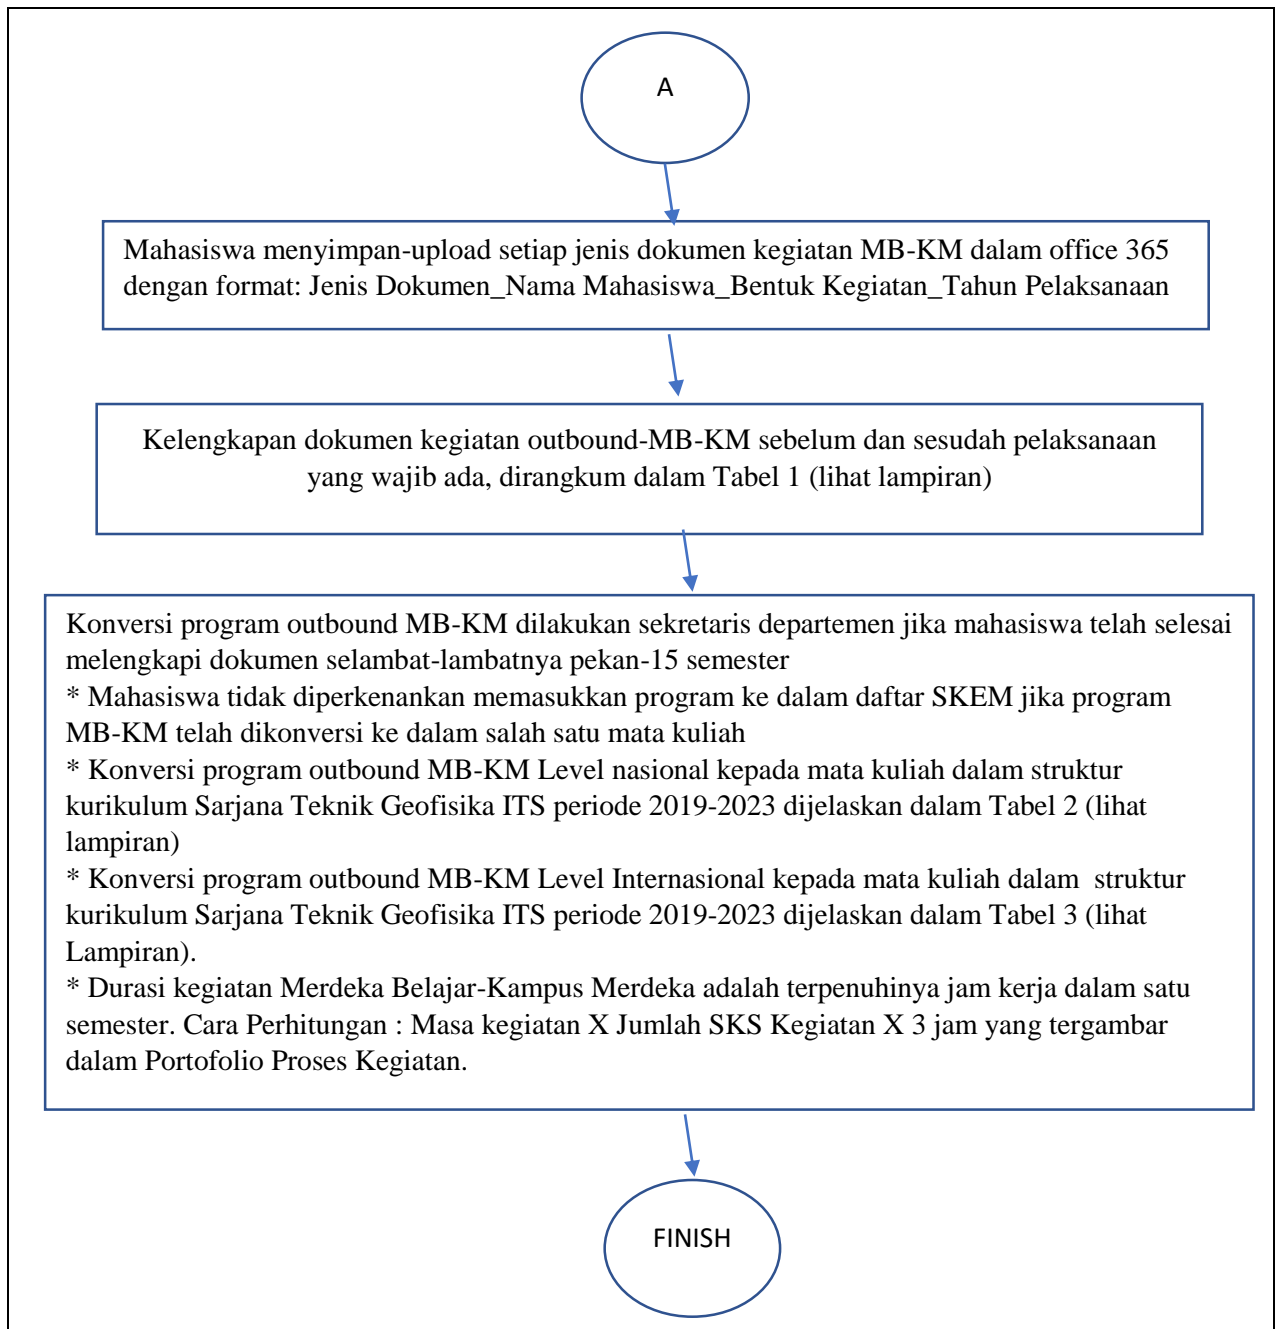 A
Mahasiswa menyimpan-upload setiap jenis dokumen kegiatan MB-KM dalam office 365
dengan format: Jenis Dokumen_Nama Mahasiswa_Bentuk Kegiatan_Tahun Pelaksanaan
Kelengkapan dokumen kegiatan outbound-MB-KM sebelum dan sesudah pelaksanaan
yang wajib ada, dirangkum dalam Tabel 1 (lihat lampiran)
Konversi program outbound MB-KM dilakukan sekretaris departemen jika mahasiswa telah selesai
melengkapi dokumen selambat-lambatnya pekan-15 semester
* Mahasiswa tidak diperkenankan memasukkan program ke dalam daftar SKEM jika program
MB-KM telah dikonversi ke dalam salah satu mata kuliah
* Konversi program outbound MB-KM Level nasional kepada mata kuliah dalam struktur
kurikulum Sarjana Teknik Geofisika ITS periode 2019-2023 dijelaskan dalam Tabel 2 (lihat
lampiran)
* Konversi program outbound MB-KM Level Internasional kepada mata kuliah dalam  struktur
kurikulum Sarjana Teknik Geofisika ITS periode 2019-2023 dijelaskan dalam Tabel 3 (lihat
Lampiran).
* Durasi kegiatan Merdeka Belajar-Kampus Merdeka adalah terpenuhinya jam kerja dalam satu
semester. Cara Perhitungan : Masa kegiatan X Jumlah SKS Kegiatan X 3 jam yang tergambar
dalam Portofolio Proses Kegiatan.
FINISH